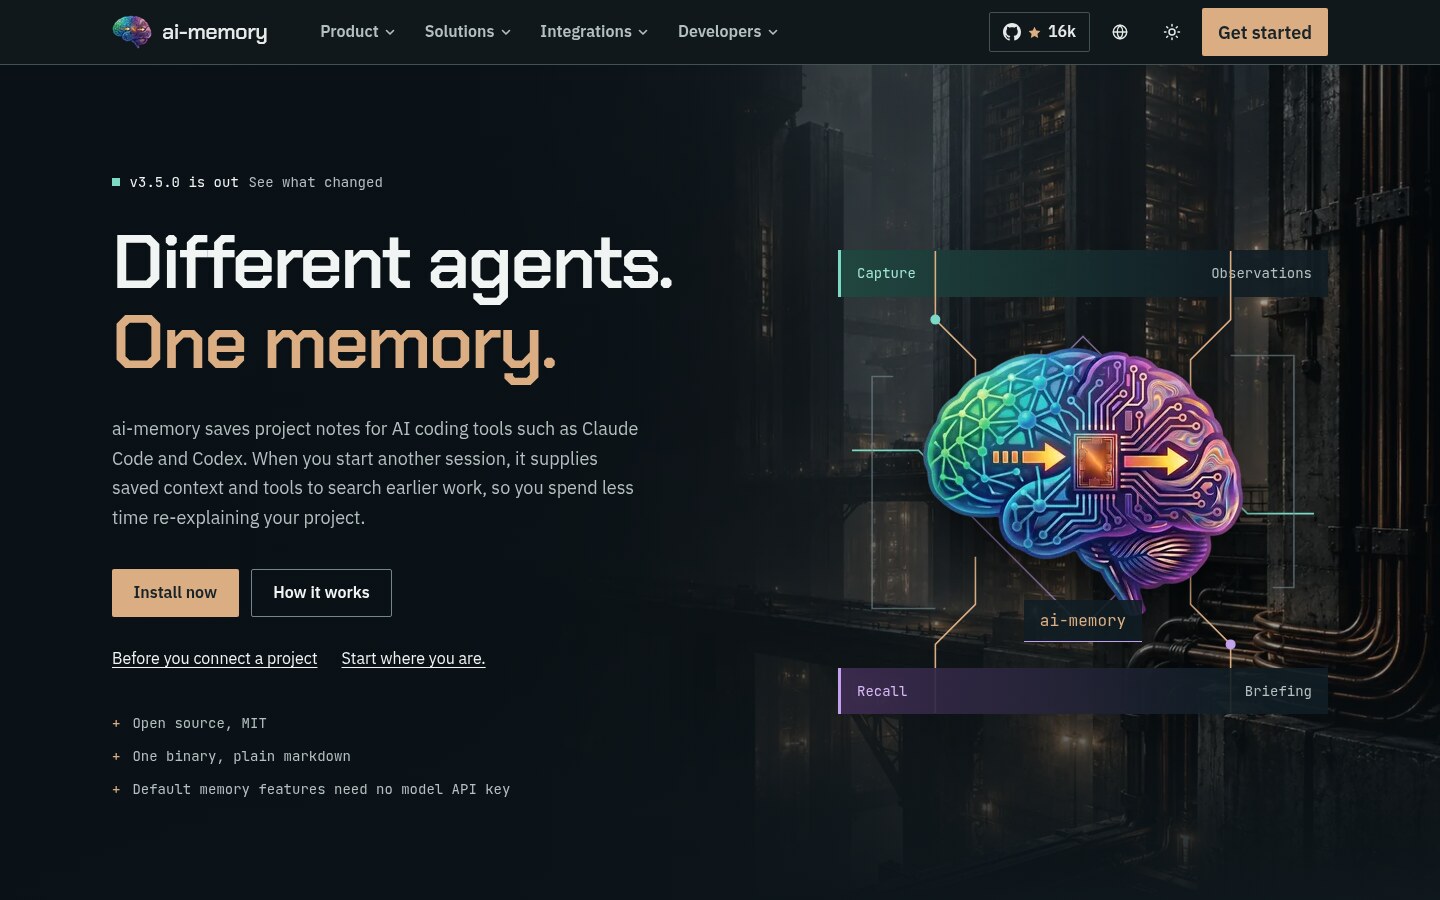 ai-memory
Product
Solutions
Integrations
Developers
16k
Get started
v3.5.0 is out See what changed
Different agents.
One memory.
ai-memory saves project notes for AI coding tools such as Claude
Code and Codex. When you start another session, it supplies
saved context and tools to search earlier work, so you spend less
time re-explaining your project.
Install now
How it works
Before you connect a project
Start where you are.
+ Open source, MIT
+ One binary, plain markdown
+ Default memory features need no model API key
Capture
Observations
ai-memory
Recall
Briefing